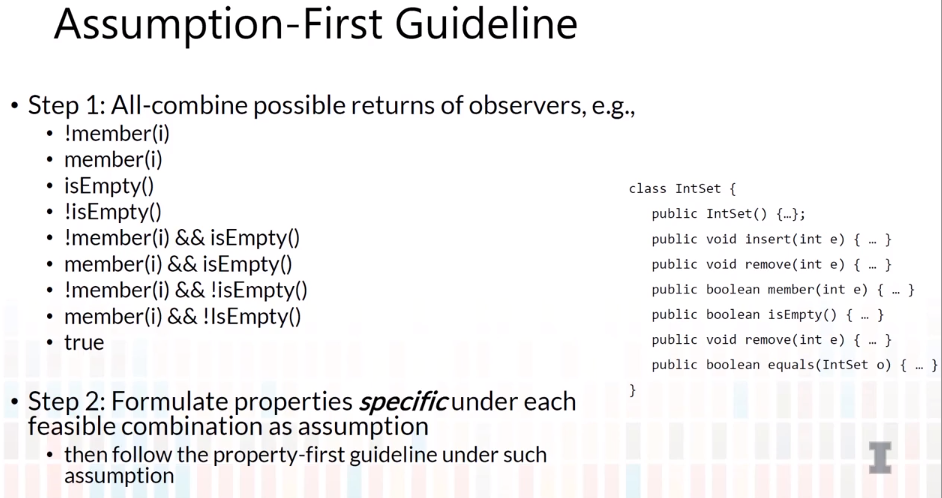 Assumption-First Guideline
• Step 1: All-combine possible returns of observers, e.g.,
• !member(i)
• member(i)
• isEmpty()
• !isEmpty()
• !member(i) && isEmpty()
• member(i) && isEmpty()
• !member(i) && !isEmpty()
• member(i) && !IsEmpty()
• true
• Step 2: Formulate properties specific under each
feasible combination as assumption
• then follow the property-first guideline under such
assumption
class IntSet {
public IntSet() {…};
public void insert(int e) { … }
public void remove(int e) { … }
public boolean member(int e) { … }
public boolean isEmpty() { … }
public void remove(int e) { … }
public boolean equals(IntSet o) { … }
}
I